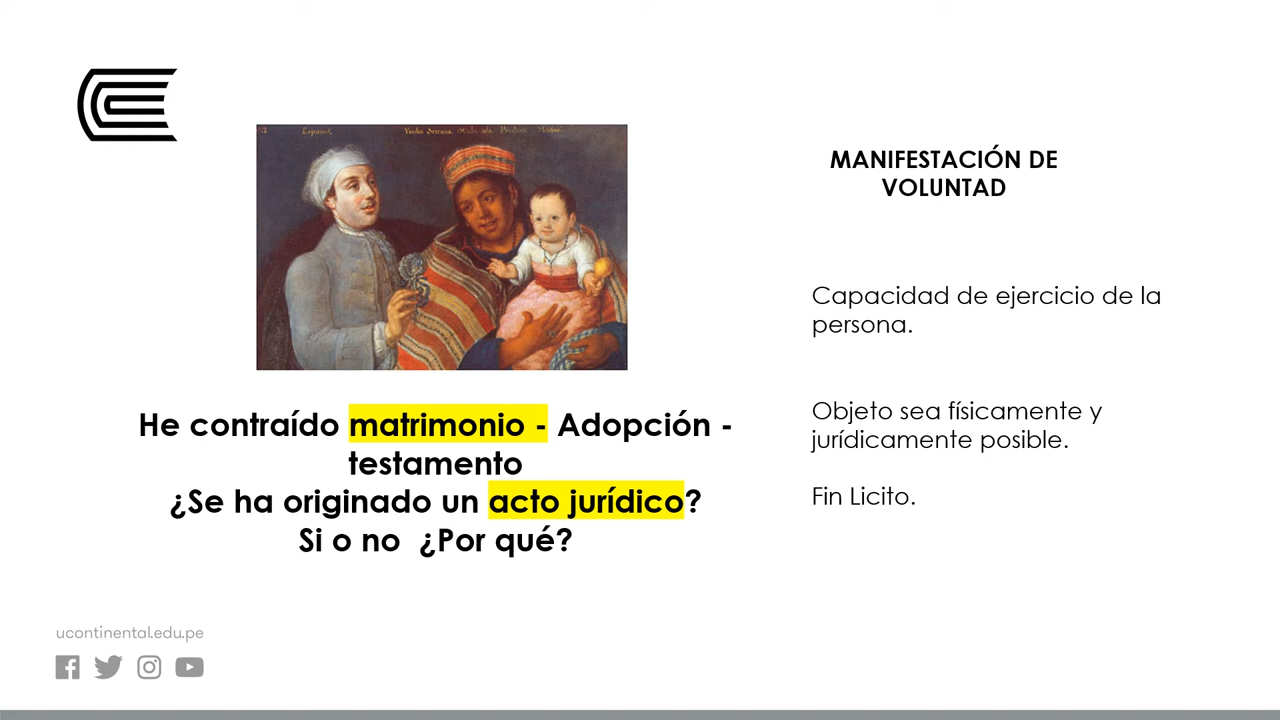 Español
MANIFESTACIÓN DE
VOLUNTAD
Capacidad de ejercicio de la
persona.
He contraído matrimonio - Adopción -
testamento
¿Se ha originado un acto jurídico?
Si o no ¿Por qué?
Objeto sea físicamente y
jurídicamente posible.
Fin Licito.
ucontinental.edu.pe